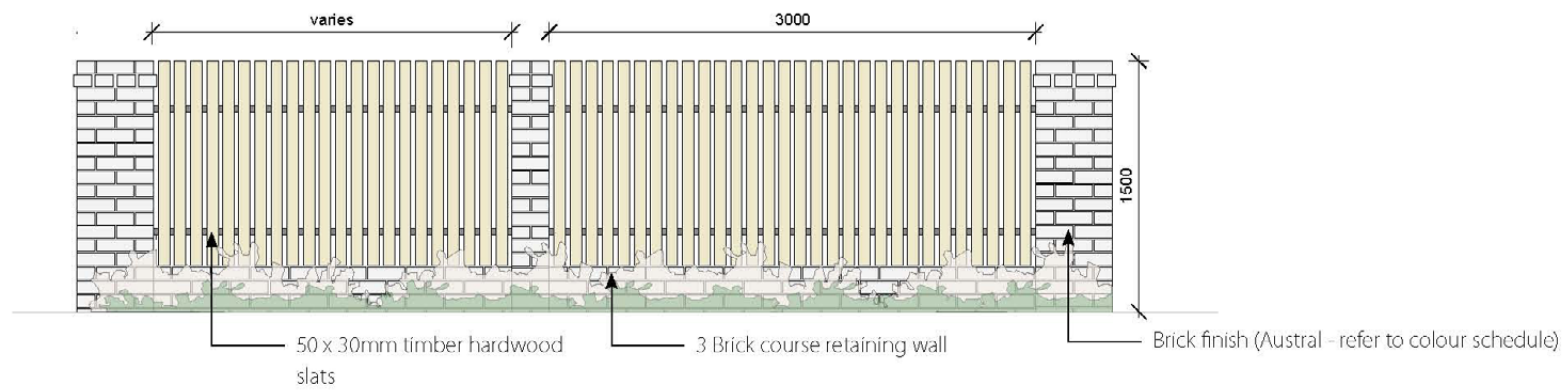 varies
3000
1500
50 x 30mm timber hardwood
slats
3 Brick course retaining wall
Brick finish (Austral - refer to colour schedule)